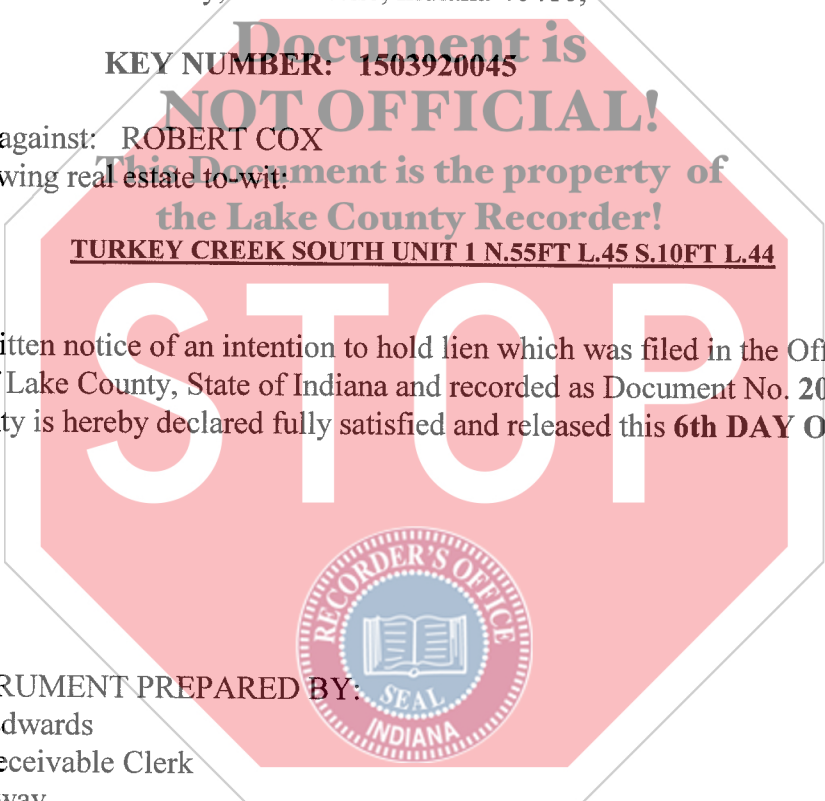 Document is
KEY NUMBER: 1503920045
NOT OFFICIAL!
against: ROBERT COX
This Document is the property of
wing real estate to-wit:
the Lake County Recorder!
TURKEY CREEK SOUTH UNIT 1 N.55FT L.45 S.10FT L.44
STOP
itten notice of an intention to hold lien which was filed in the Off
Lake County, State of Indiana and recorded as Document No. 20
ty is hereby declared fully satisfied and released this 6th DAY O
RECORDER'S OFFICE
SEAL
INDIANA
RUMENT PREPARED BY:
dwards
eceivable Clerk
way